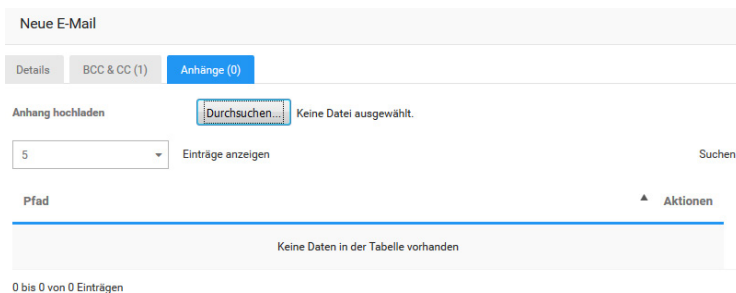 Neue E-Mail
Details BCC & CC (1) Anhänge (0)
Anhang hochladen Durchsuchen... Keine Datei ausgewählt.
5 Einträge anzeigen Suchen
Pfad Aktionen
Keine Daten in der Tabelle vorhanden
0 bis 0 von 0 Einträgen